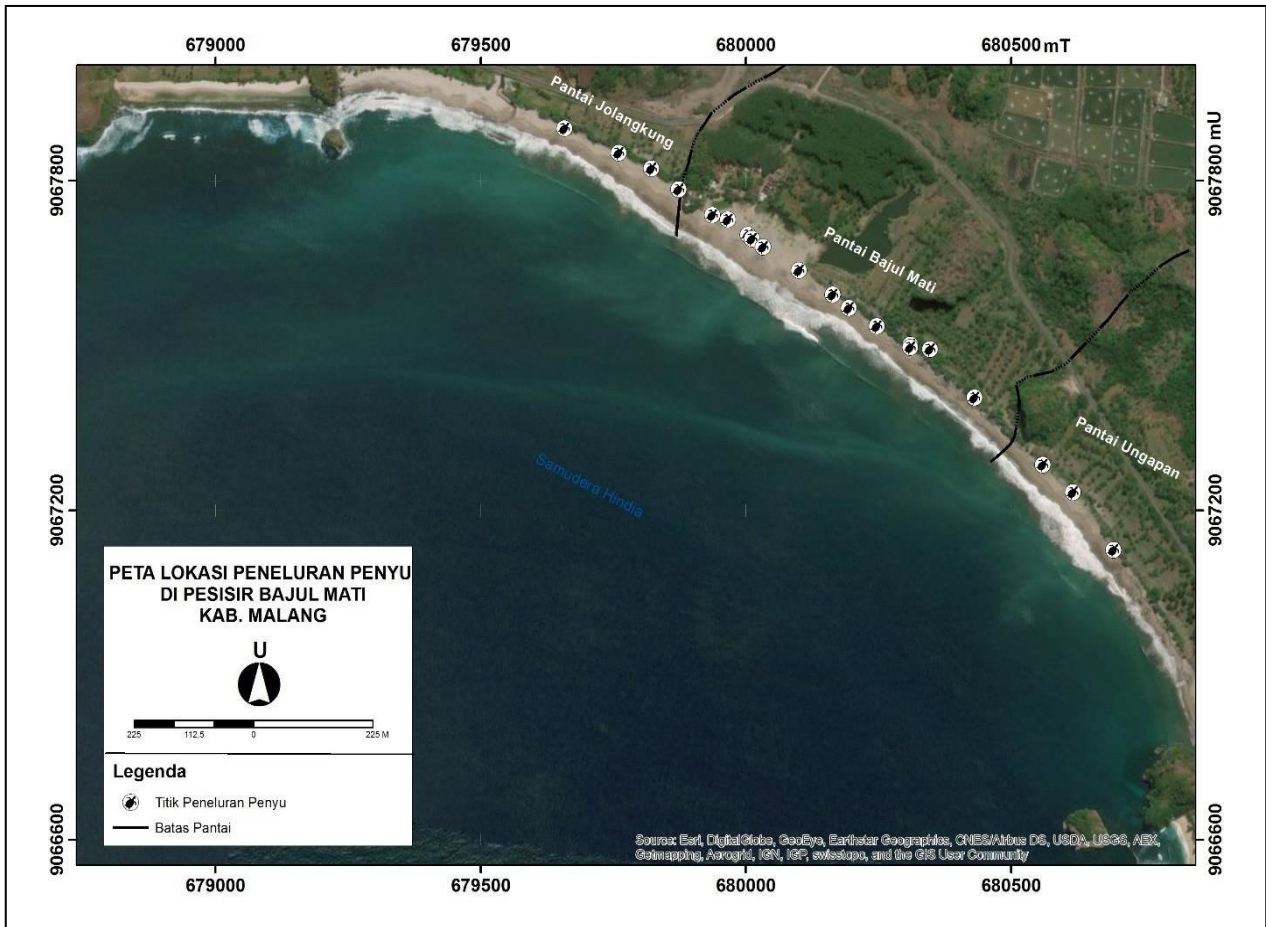 679000 679500 680000 680500 mT
Pantai Jolangkung
9067800
9067800 mU
Pantai Bajul Mati
Pantai Ungapan
Samudera Hindia
9067200
9067200
PETA LOKASI PENELURAN PENYU
DI PESISIR BAJUL MATI
KAB. MALANG
U
225 112.5 0 225 M
Legenda
Titik Peneluran Penyu
Batas Pantai
9066600
9066600
Source: Esri, DigitalGlobe, GeoEye, Earthstar Geographics, CNES/Airbus DS, USDA, USGS, AEX,
Getmapping, Aerogrid, IGN, IGP, swisstopo, and the GIS User Community
679000 679500 680000 680500